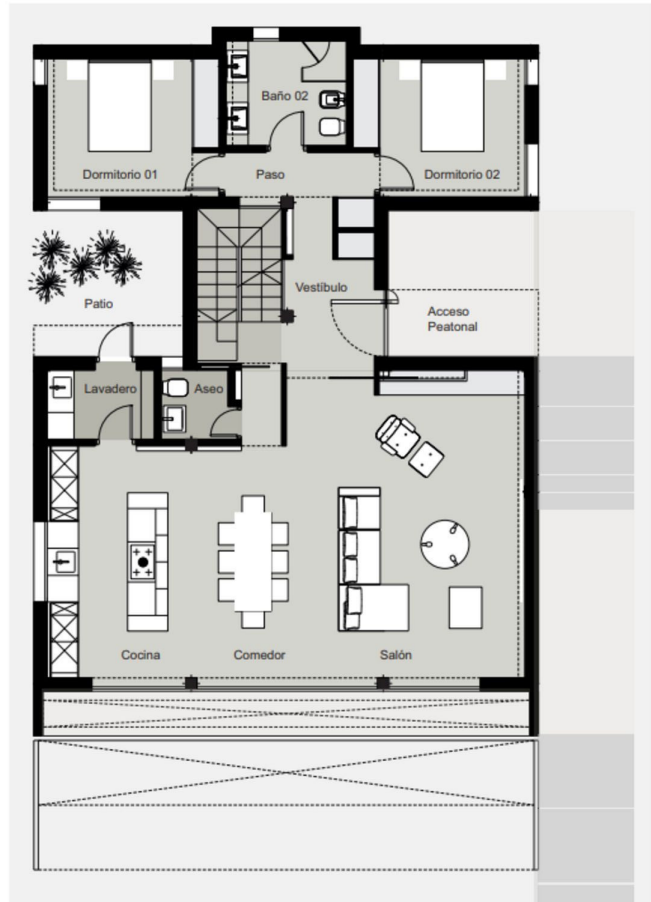 Baño 02
Dormitorio 01
Paso
Dormitorio 02
Vestíbulo
Patio
Acceso
Peatonal
Lavadero
Aseo
Cocina
Comedor
Salón